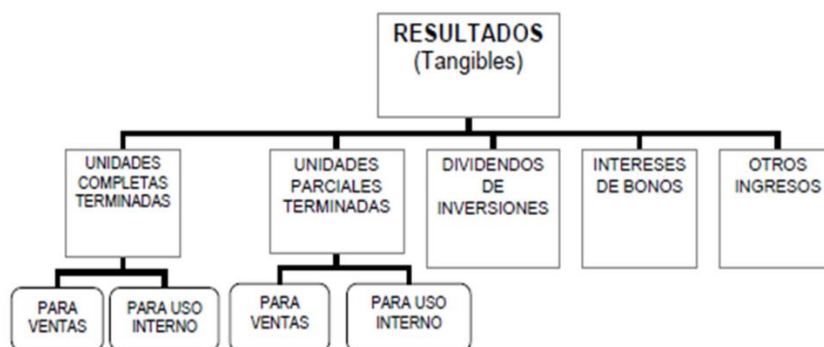 RESULTADOS
(Tangibles)
UNIDADES
COMPLETAS
TERMINADAS
UNIDADES
PARCIALES
TERMINADAS
DIVIDENDOS
DE
INVERSIONES
INTERESES
DE BONOS
OTROS
INGRESOS
PARA
VENTAS
PARA USO
INTERNO
PARA
VENTAS
PARA USO
INTERNO